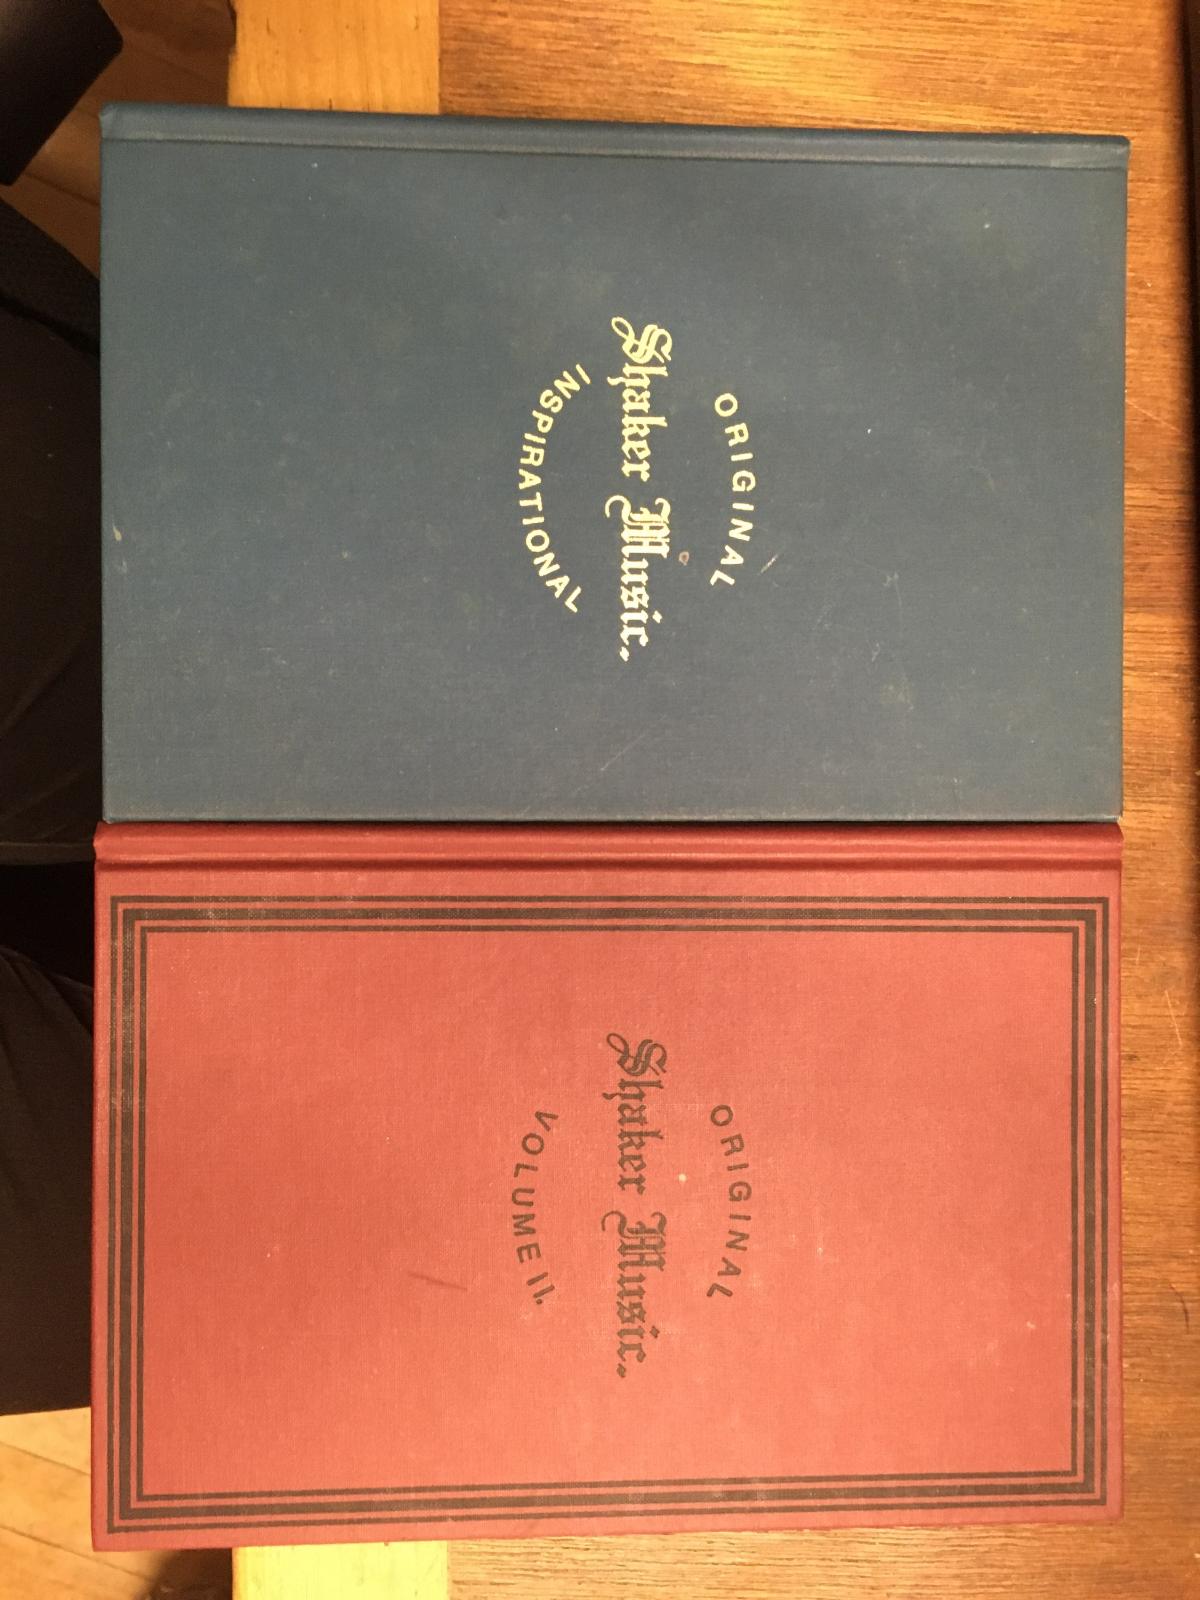 ORIGINAL
Shaker Music.
INSPIRATIONAL
ORIGINAL
Shaker Music.
VOLUME II.